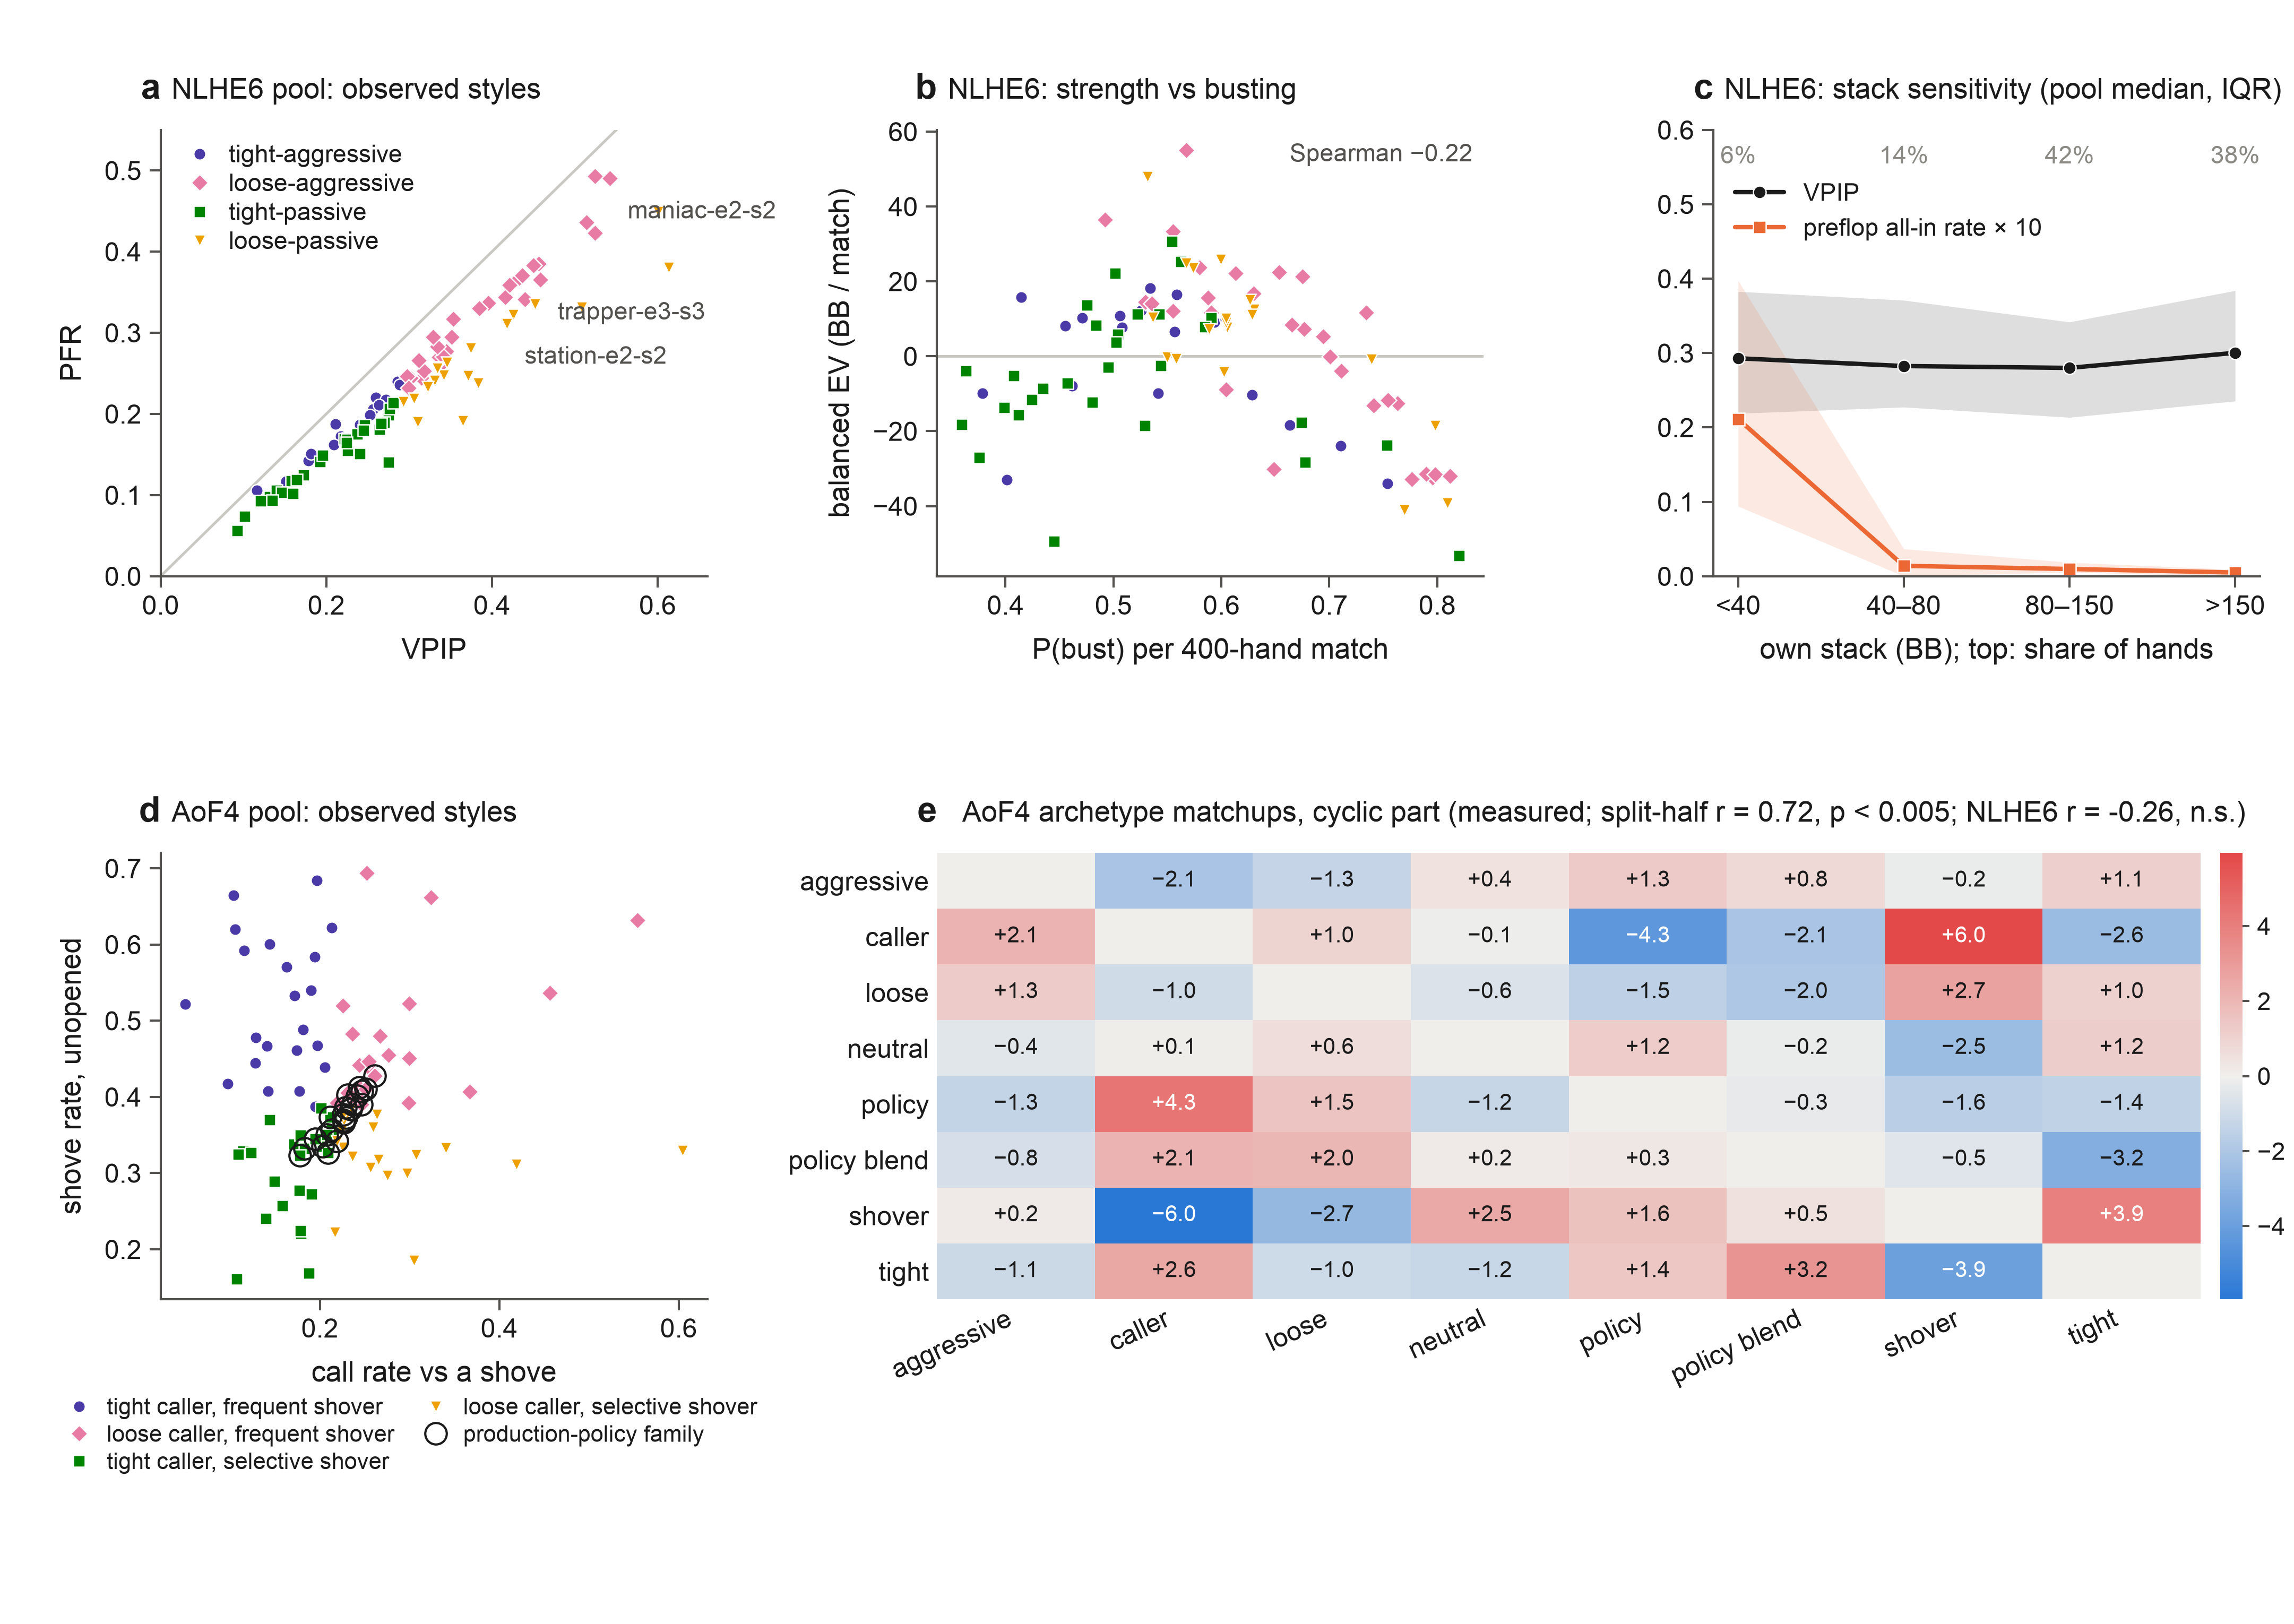 a NLHE6 pool: observed styles
tight-aggressive
loose-aggressive
tight-passive
loose-passive
maniac-e2-s2
trapper-e3-s3
station-e2-s2
PFR
0.5
0.4
0.3
0.2
0.1
0.0
0.0 0.2 0.4 0.6
VPIP
b NLHE6: strength vs busting
Spearman −0.22
balanced EV (BB / match)
60
40
20
0
−20
−40
0.4 0.5 0.6 0.7 0.8
P(bust) per 400-hand match
c NLHE6: stack sensitivity (pool median, IQR)
6% 14% 42% 38%
VPIP
preflop all-in rate × 10
0.6
0.5
0.4
0.3
0.2
0.1
0.0
<40 40–80 80–150 >150
own stack (BB); top: share of hands
d AoF4 pool: observed styles
shove rate, unopened
0.7
0.6
0.5
0.4
0.3
0.2
0.2 0.4 0.6
call rate vs a shove
tight caller, frequent shover
loose caller, frequent shover
tight caller, selective shover
loose caller, selective shover
production-policy family
e AoF4 archetype matchups, cyclic part (measured; split-half r = 0.72, p < 0.005; NLHE6 r = -0.26, n.s.)
aggressive −2.1 −1.3 +0.4 +1.3 +0.8 −0.2 +1.1
caller +2.1 +1.0 −0.1 −4.3 −2.1 +6.0 −2.6
loose +1.3 −1.0 −0.6 −1.5 −2.0 +2.7 +1.0
neutral −0.4 +0.1 +0.6 +1.2 −0.2 −2.5 +1.2
policy −1.3 +4.3 +1.5 −1.2 −0.3 −1.6 −1.4
policy blend −0.8 +2.1 +2.0 +0.2 +0.3 −0.5 −3.2
shover +0.2 −6.0 −2.7 +2.5 +1.6 +0.5 +3.9
tight −1.1 +2.6 −1.0 −1.2 +1.4 +3.2 −3.9
aggressive caller loose neutral policy policy blend shover tight
4
2
0
−2
−4